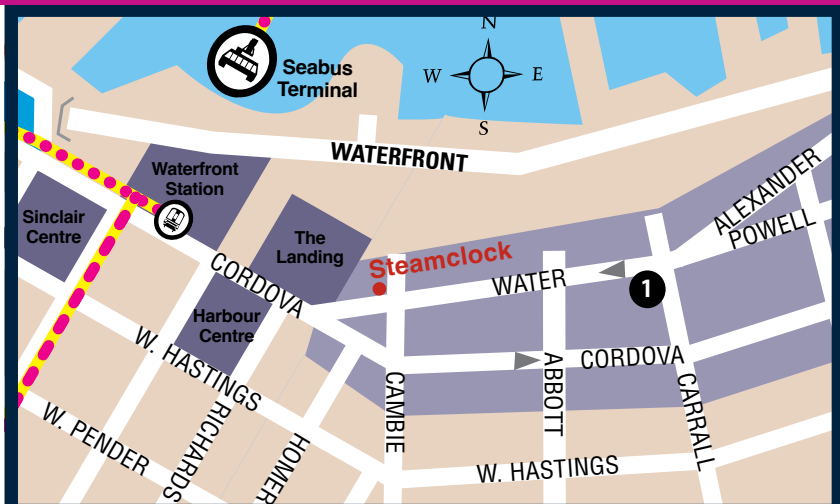 N
W
E
S
Seabus
Terminal
WATERFRONT
Waterfront
Station
Sinclair
Centre
The
Landing
Steamclock
ALEXANDER
POWELL
WATER
1
CORDOVA
Harbour
Centre
CORDOVA
W. HASTINGS
W. PENDER
RICHARDS
HOMER
CAMBIE
ABBOTT
CARRALL
W. HASTINGS